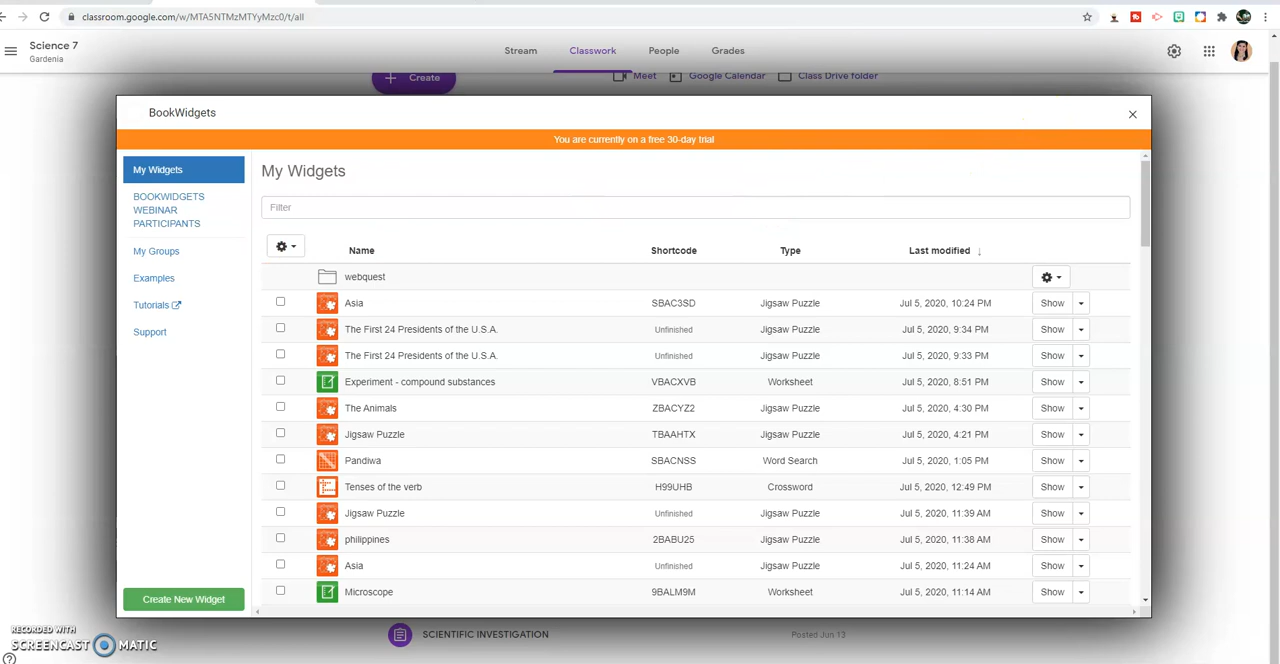 classroom.google.com/w/MTA5NTMzMTYyMzc0/t/all
Science 7
Gardenia
Stream
Classwork
People
Grades
Create
Meet
Google Calendar
Class Drive folder
BookWidgets
You are currently on a free 30-day trial
My Widgets
BOOKWIDGETS
WEBINAR
PARTICIPANTS
My Groups
Examples
Tutorials
Support
Create New Widget
My Widgets
Filter
Name Shortcode Type Last modified ↓
webquest
Asia SBAC3SD Jigsaw Puzzle Jul 5, 2020, 10:24 PM Show
The First 24 Presidents of the U.S.A. Unfinished Jigsaw Puzzle Jul 5, 2020, 9:34 PM Show
The First 24 Presidents of the U.S.A. Unfinished Jigsaw Puzzle Jul 5, 2020, 9:33 PM Show
Experiment - compound substances VBACXVB Worksheet Jul 5, 2020, 8:51 PM Show
The Animals ZBACYZ2 Jigsaw Puzzle Jul 5, 2020, 4:30 PM Show
Jigsaw Puzzle TBAAHTX Jigsaw Puzzle Jul 5, 2020, 4:21 PM Show
Pandiwa SBACNSS Word Search Jul 5, 2020, 1:05 PM Show
Tenses of the verb H99UHB Crossword Jul 5, 2020, 12:49 PM Show
Jigsaw Puzzle Unfinished Jigsaw Puzzle Jul 5, 2020, 11:39 AM Show
philippines 2BABU25 Jigsaw Puzzle Jul 5, 2020, 11:38 AM Show
Asia Unfinished Jigsaw Puzzle Jul 5, 2020, 11:24 AM Show
Microscope 9BALM9M Worksheet Jul 5, 2020, 11:14 AM Show
SCIENTIFIC INVESTIGATION Posted Jun 13
RECORDED WITH
SCREENCAST MATIC